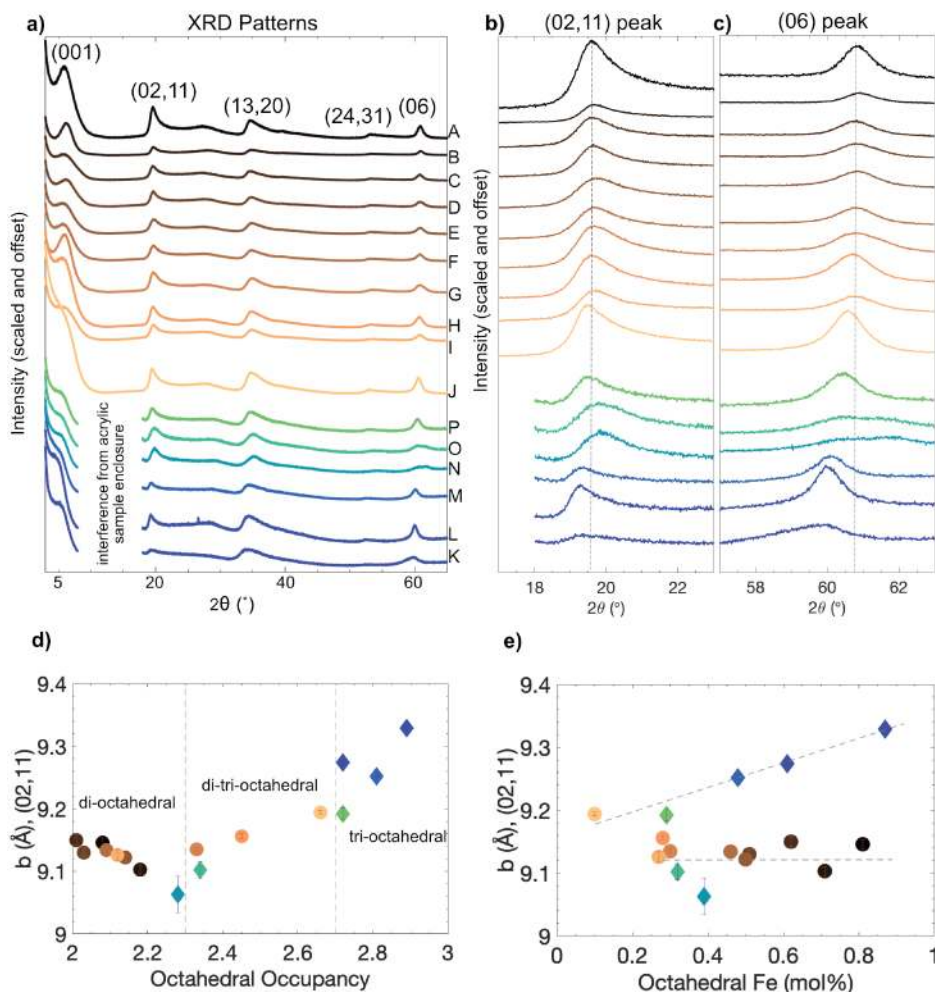 a)
XRD Patterns
b)
(02,11) peak
c)
(06) peak
(001)
(02,11)
(13,20)
(24,31)
(06)
A
B
C
D
E
F
G
H
I
J
P
O
N
M
L
K
Intensity (scaled and offset)
interference from acrylic
sample enclosure
5
20
40
60
2θ (°)
Intensity (scaled and offset)
18
20
22
2θ (°)
58
60
62
2θ (°)
d)
9.4
9.3
9.2
9.1
9
b (Å), (02,11)
di-octahedral
di-tri-octahedral
tri-octahedral
2
2.2
2.4
2.6
2.8
3
Octahedral Occupancy
e)
9.4
9.3
9.2
9.1
9
b (Å), (02,11)
0
0.2
0.4
0.6
0.8
1
Octahedral Fe (mol%)